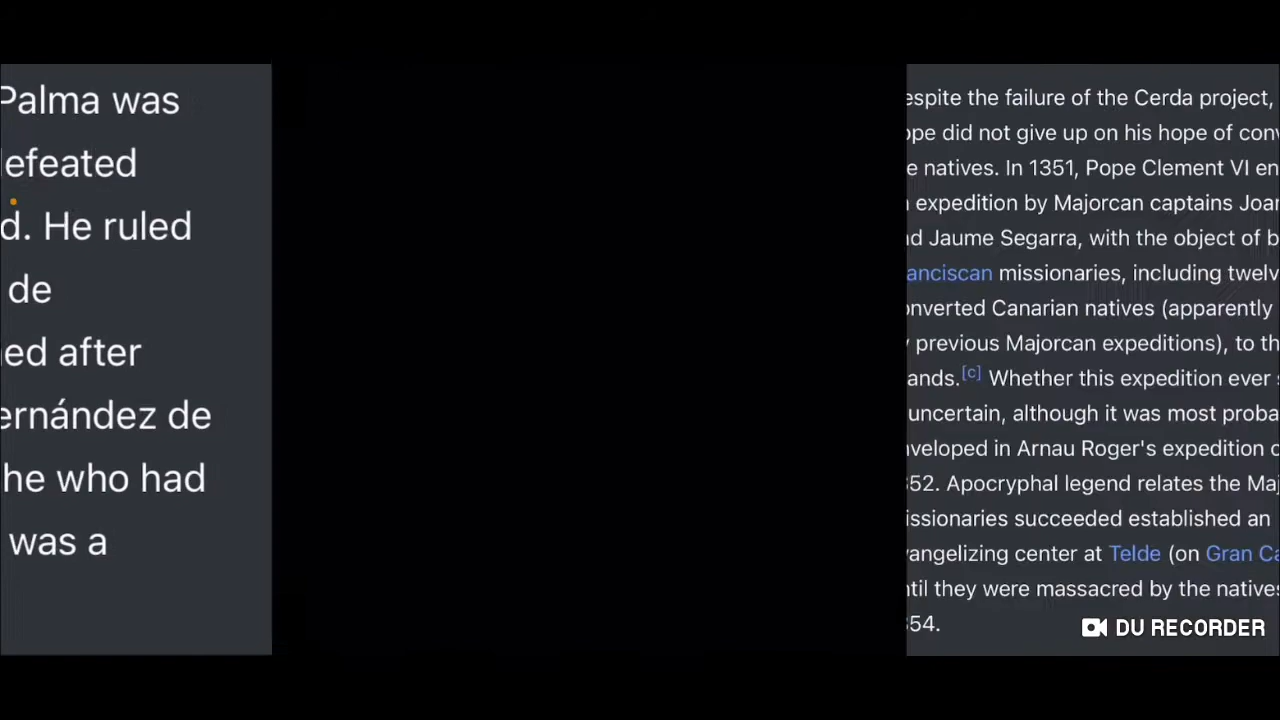 Palma was
defeated
d. He ruled
de
ed after
ernández de
he who had
was a
espite the failure of the Cerda project,
ope did not give up on his hope of conv
e natives. In 1351, Pope Clement VI en
expedition by Majorcan captains Joan
nd Jaume Segarra, with the object of b
anciscan missionaries, including twelv
onverted Canarian natives (apparently
y previous Majorcan expeditions), to th
ands.[c] Whether this expedition ever s
uncertain, although it was most proba
nveloped in Arnau Roger's expedition o
352. Apocryphal legend relates the Maj
issionaries succeeded established an
vangelizing center at Telde (on Gran Ca
ntil they were massacred by the natives
354.
DU RECORDER